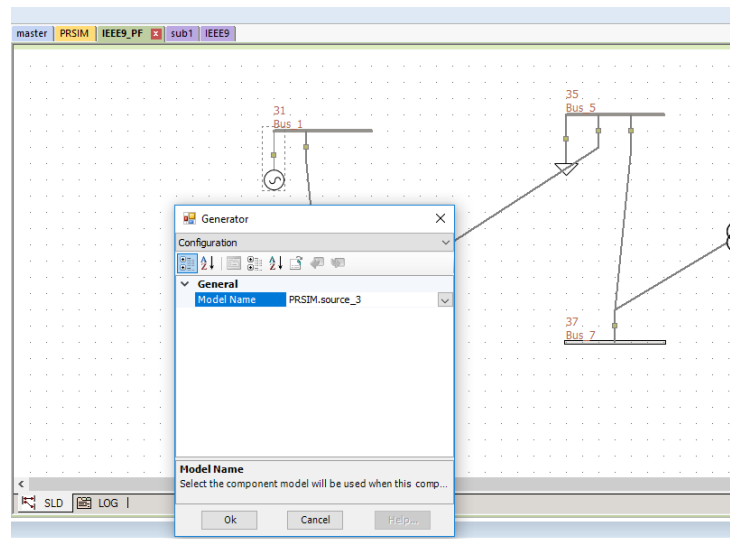 master PRSIM IEEE9_PF sub1 IEEE9
35
Bus_5
31
Bus_1
Generator
Configuration
General
Model Name PRSIM.source_3
37
Bus_7
Model Name
Select the component model will be used when this comp...
SLD LOG
Ok Cancel Help...